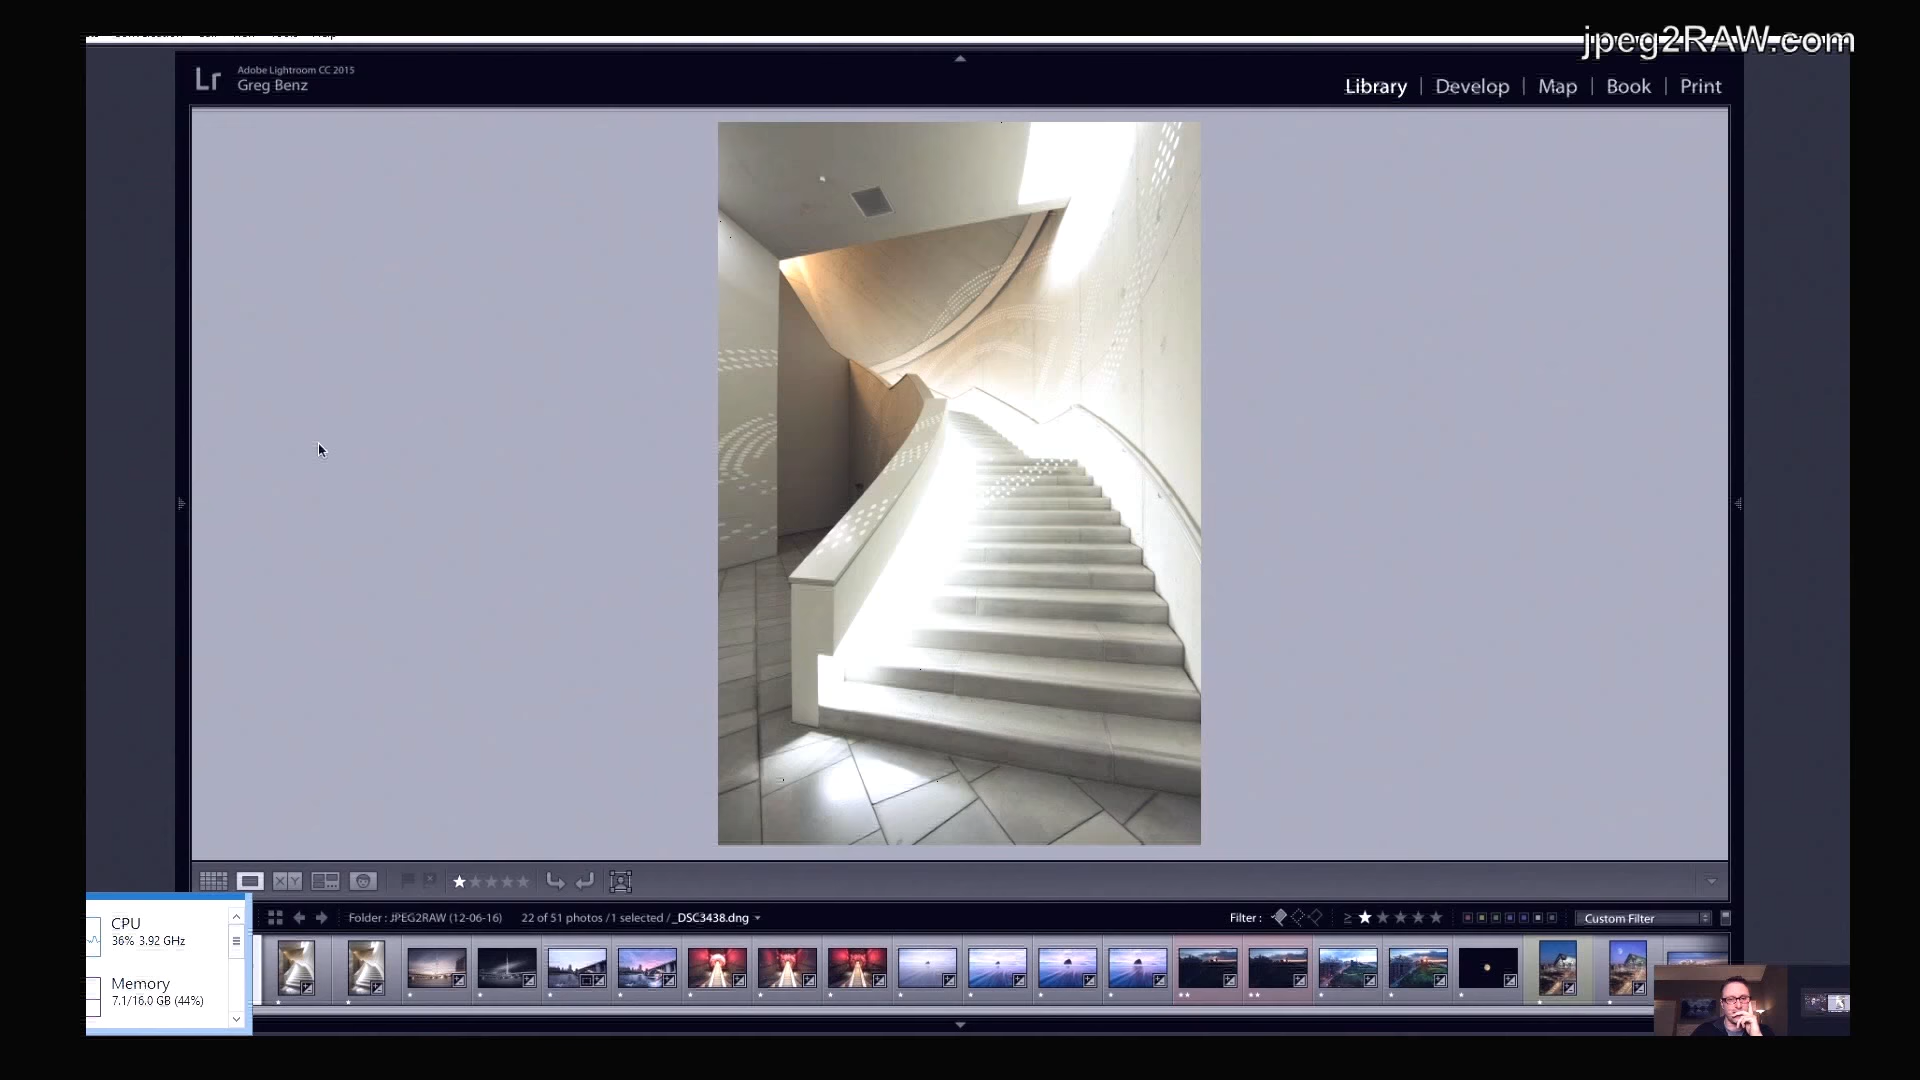 jpeg2RAW.com
Lr
Adobe Lightroom CC 2015
Greg Benz
Library | Develop | Map | Book | Print
Folder : JPEG2RAW (12-06-16) 22 of 51 photos /1 selected / _DSC3438.dng
Filter :
Custom Filter
CPU
36% 3.92 GHz
Memory
7.1/16.0 GB (44%)